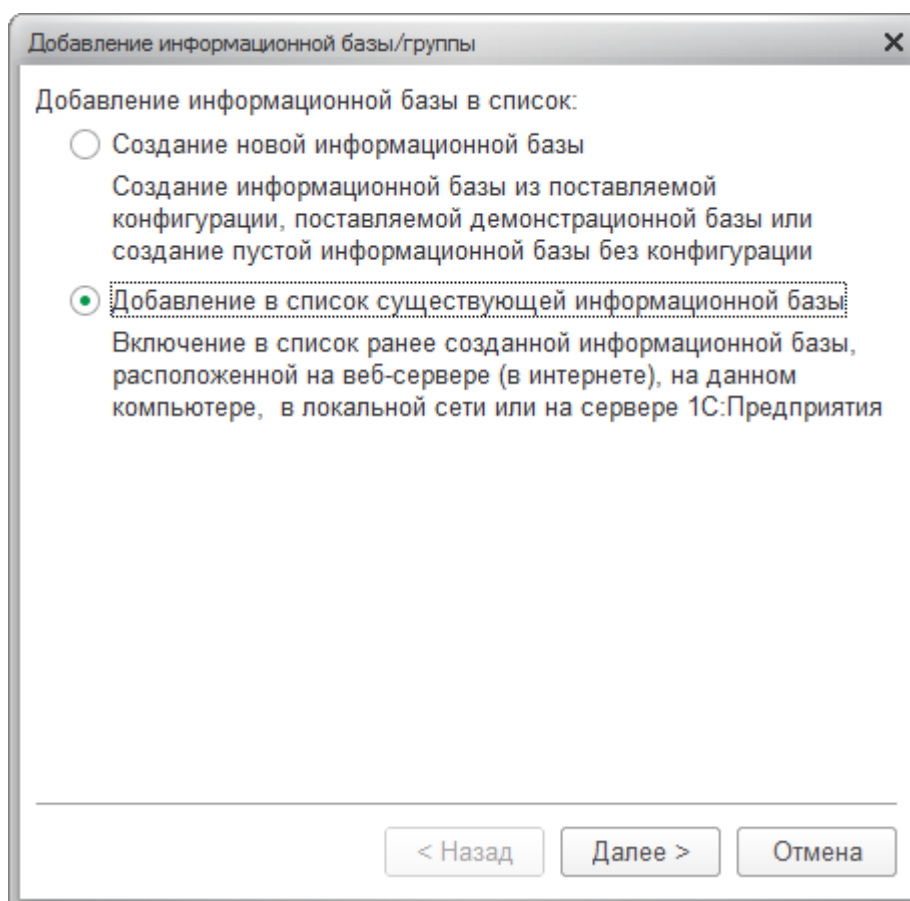 Добавление информационной базы/группы
Добавление информационной базы в список:
Создание новой информационной базы
Создание информационной базы из поставляемой
конфигурации, поставляемой демонстрационной базы или
создание пустой информационной базы без конфигурации
Добавление в список существующей информационной базы
Включение в список ранее созданной информационной базы,
расположенной на веб-сервере (в интернете), на данном
компьютере,  в локальной сети или на сервере 1С:Предприятия
< Назад Далее > Отмена